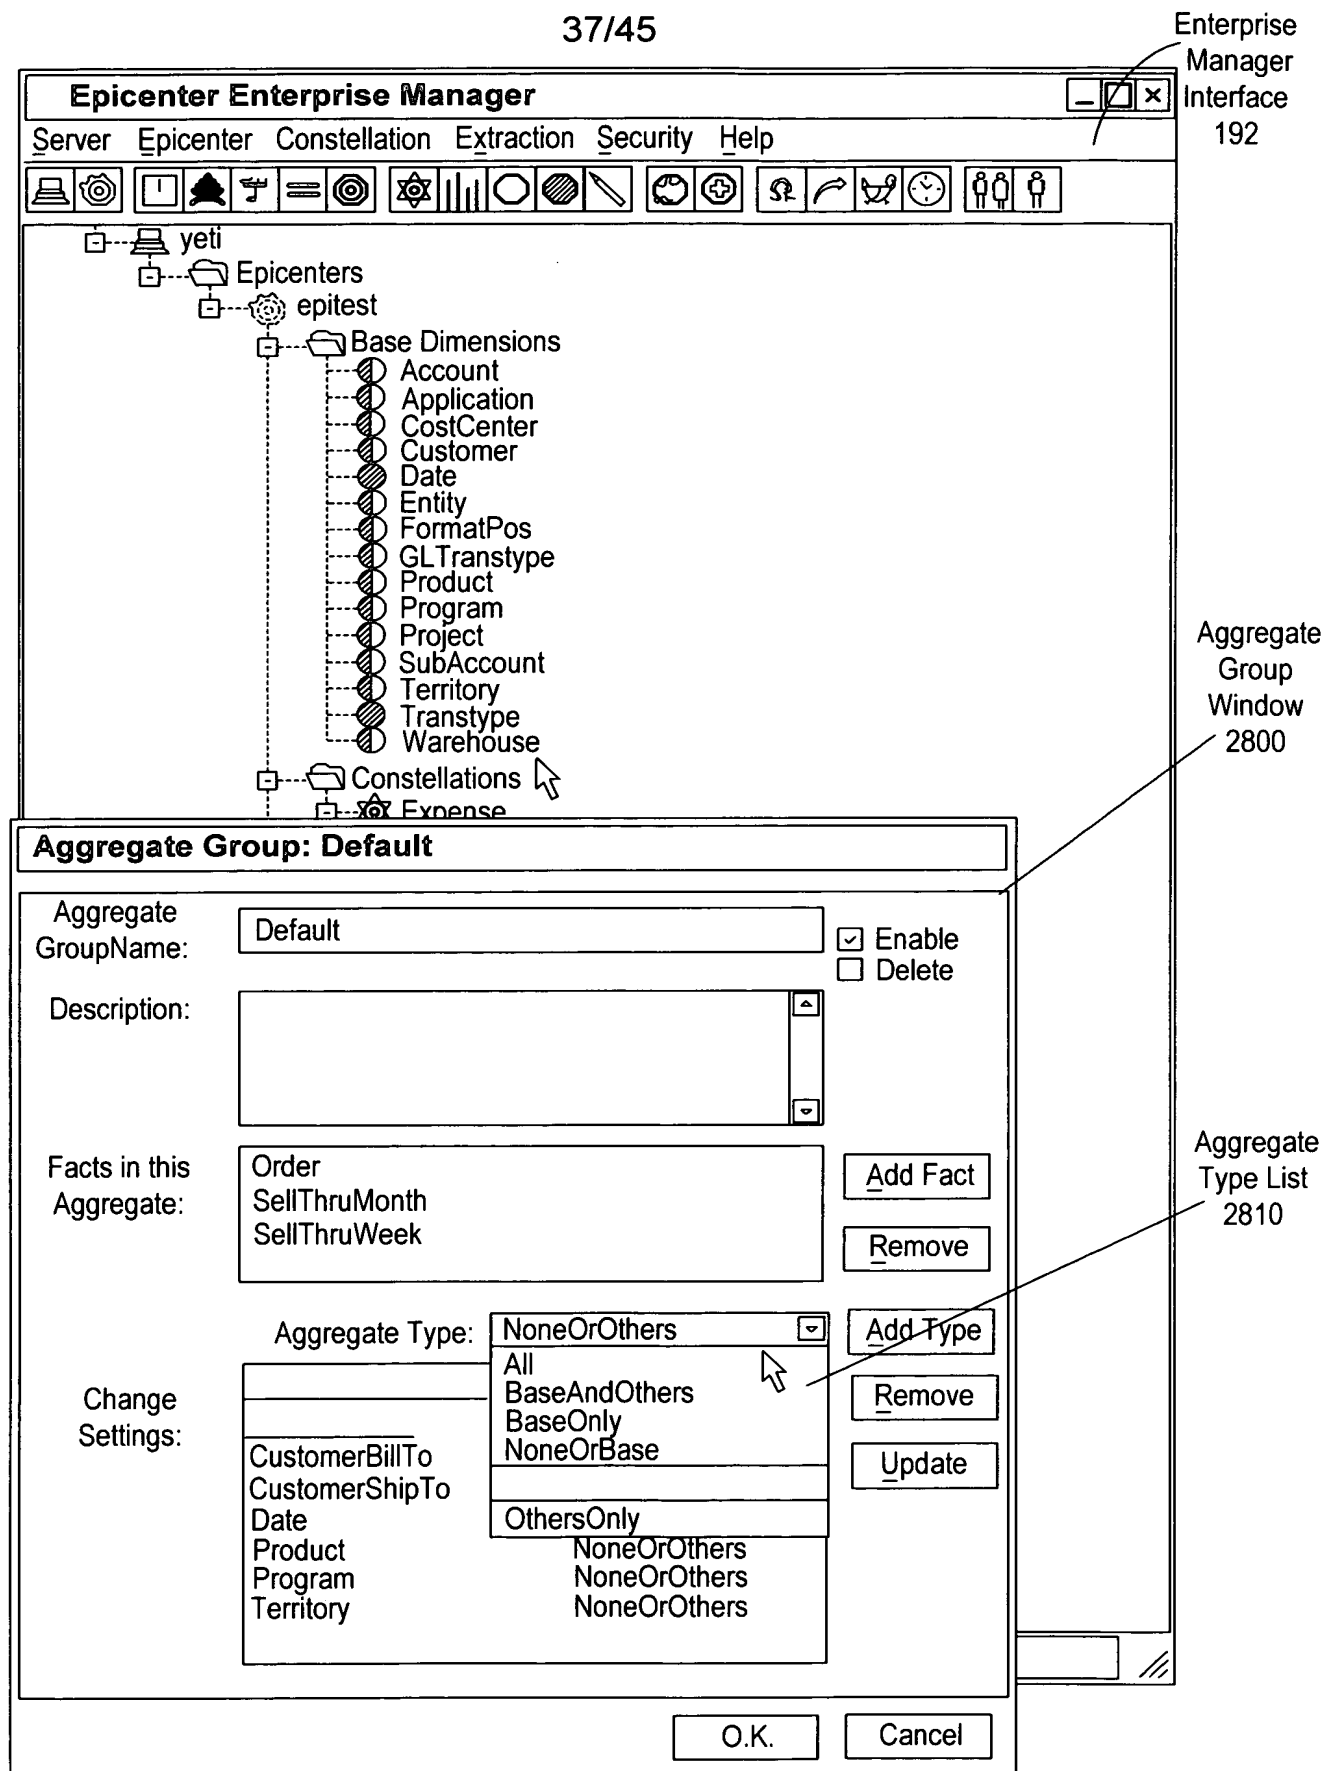 37/45
Enterprise
Manager
Interface
192
Epicenter Enterprise Manager
Server Epicenter Constellation Extraction Security Help
yeti
Epicenters
epitest
Base Dimensions
Account
Application
CostCenter
Customer
Date
Entity
FormatPos
GLTranstype
Product
Program
Project
SubAccount
Territory
Transtype
Warehouse
Constellations
Expense
Aggregate
Group
Window
2800
Aggregate Group: Default
Aggregate
GroupName:
Default
Enable
Delete
Description:
Facts in this
Aggregate:
Order
SellThruMonth
SellThruWeek
Add Fact
Remove
Aggregate
Type List
2810
Aggregate Type:
NoneOrOthers
Add Type
All
BaseAndOthers
BaseOnly
NoneOrBase
OthersOnly
Remove
Update
Change
Settings:
CustomerBillTo
CustomerShipTo
Date
Product NoneOrOthers
Program NoneOrOthers
Territory NoneOrOthers
O.K.
Cancel